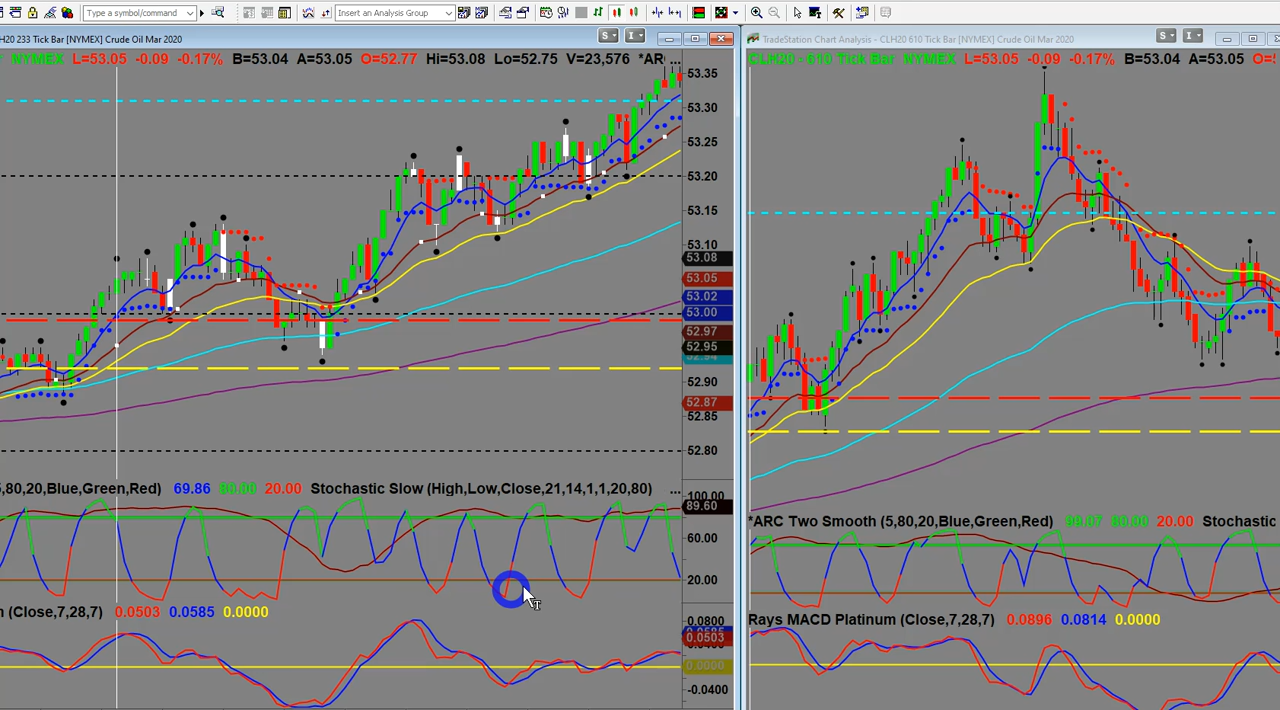 Type a symbol/command
Insert an Analysis Group
H20 233 Tick Bar [NYMEX] Crude Oil Mar 2020
S
I
NYMEX L=53.05 -0.09 -0.17% B=53.04 A=53.05 O=52.77 Hi=53.08 Lo=52.75 V=23,576 *AR ...
53.35
53.30
53.25
53.20
53.15
53.10
53.08
53.05
53.02
53.00
52.97
52.95
52.94
52.90
52.87
52.85
52.80
5,80,20,Blue,Green,Red) 69.86 80.00 20.00 Stochastic Slow (High,Low,Close,21,14,1,1,20,80) ...
100.00
89.60
60.00
20.00
(Close,7,28,7) 0.0503 0.0585 0.0000
0.0800
0.0585
0.0503
0.0000
-0.0400
TradeStation Chart Analysis - CLH20 610 Tick Bar [NYMEX] Crude Oil Mar 2020
S
I
CLH20 - 610 Tick Bar NYMEX L=53.05 -0.09 -0.17% B=53.04 A=53.05 O=5
*ARC Two Smooth (5,80,20,Blue,Green,Red) 99.07 80.00 20.00 Stochastic
Rays MACD Platinum (Close,7,28,7) 0.0896 0.0814 0.0000